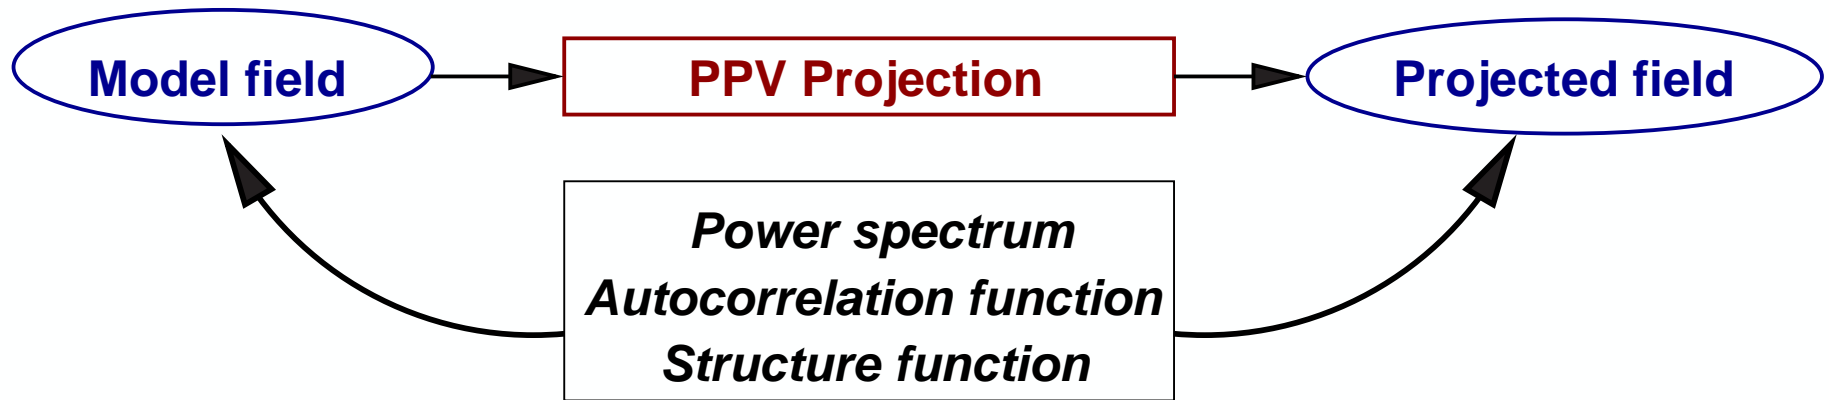 Model field
PPV Projection
Projected field
Power spectrum
Autocorrelation function
Structure function